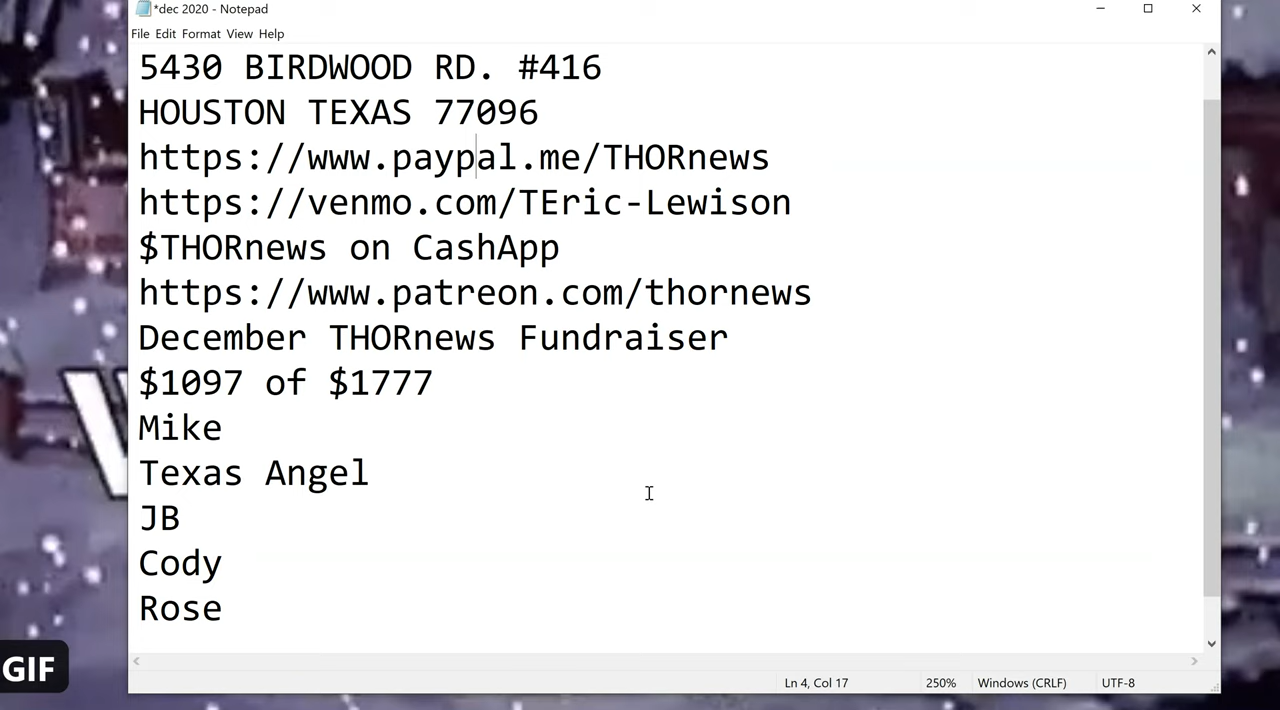 *dec 2020 - Notepad
File Edit Format View Help
5430 BIRDWOOD RD. #416
HOUSTON TEXAS 77096
https://www.paypal.me/THORnews
https://venmo.com/TEric-Lewison
$THORnews on CashApp
https://www.patreon.com/thornews
December THORnews Fundraiser
$1097 of $1777
Mike
Texas Angel
JB
Cody
Rose
GIF
Ln 4, Col 17 250% Windows (CRLF) UTF-8